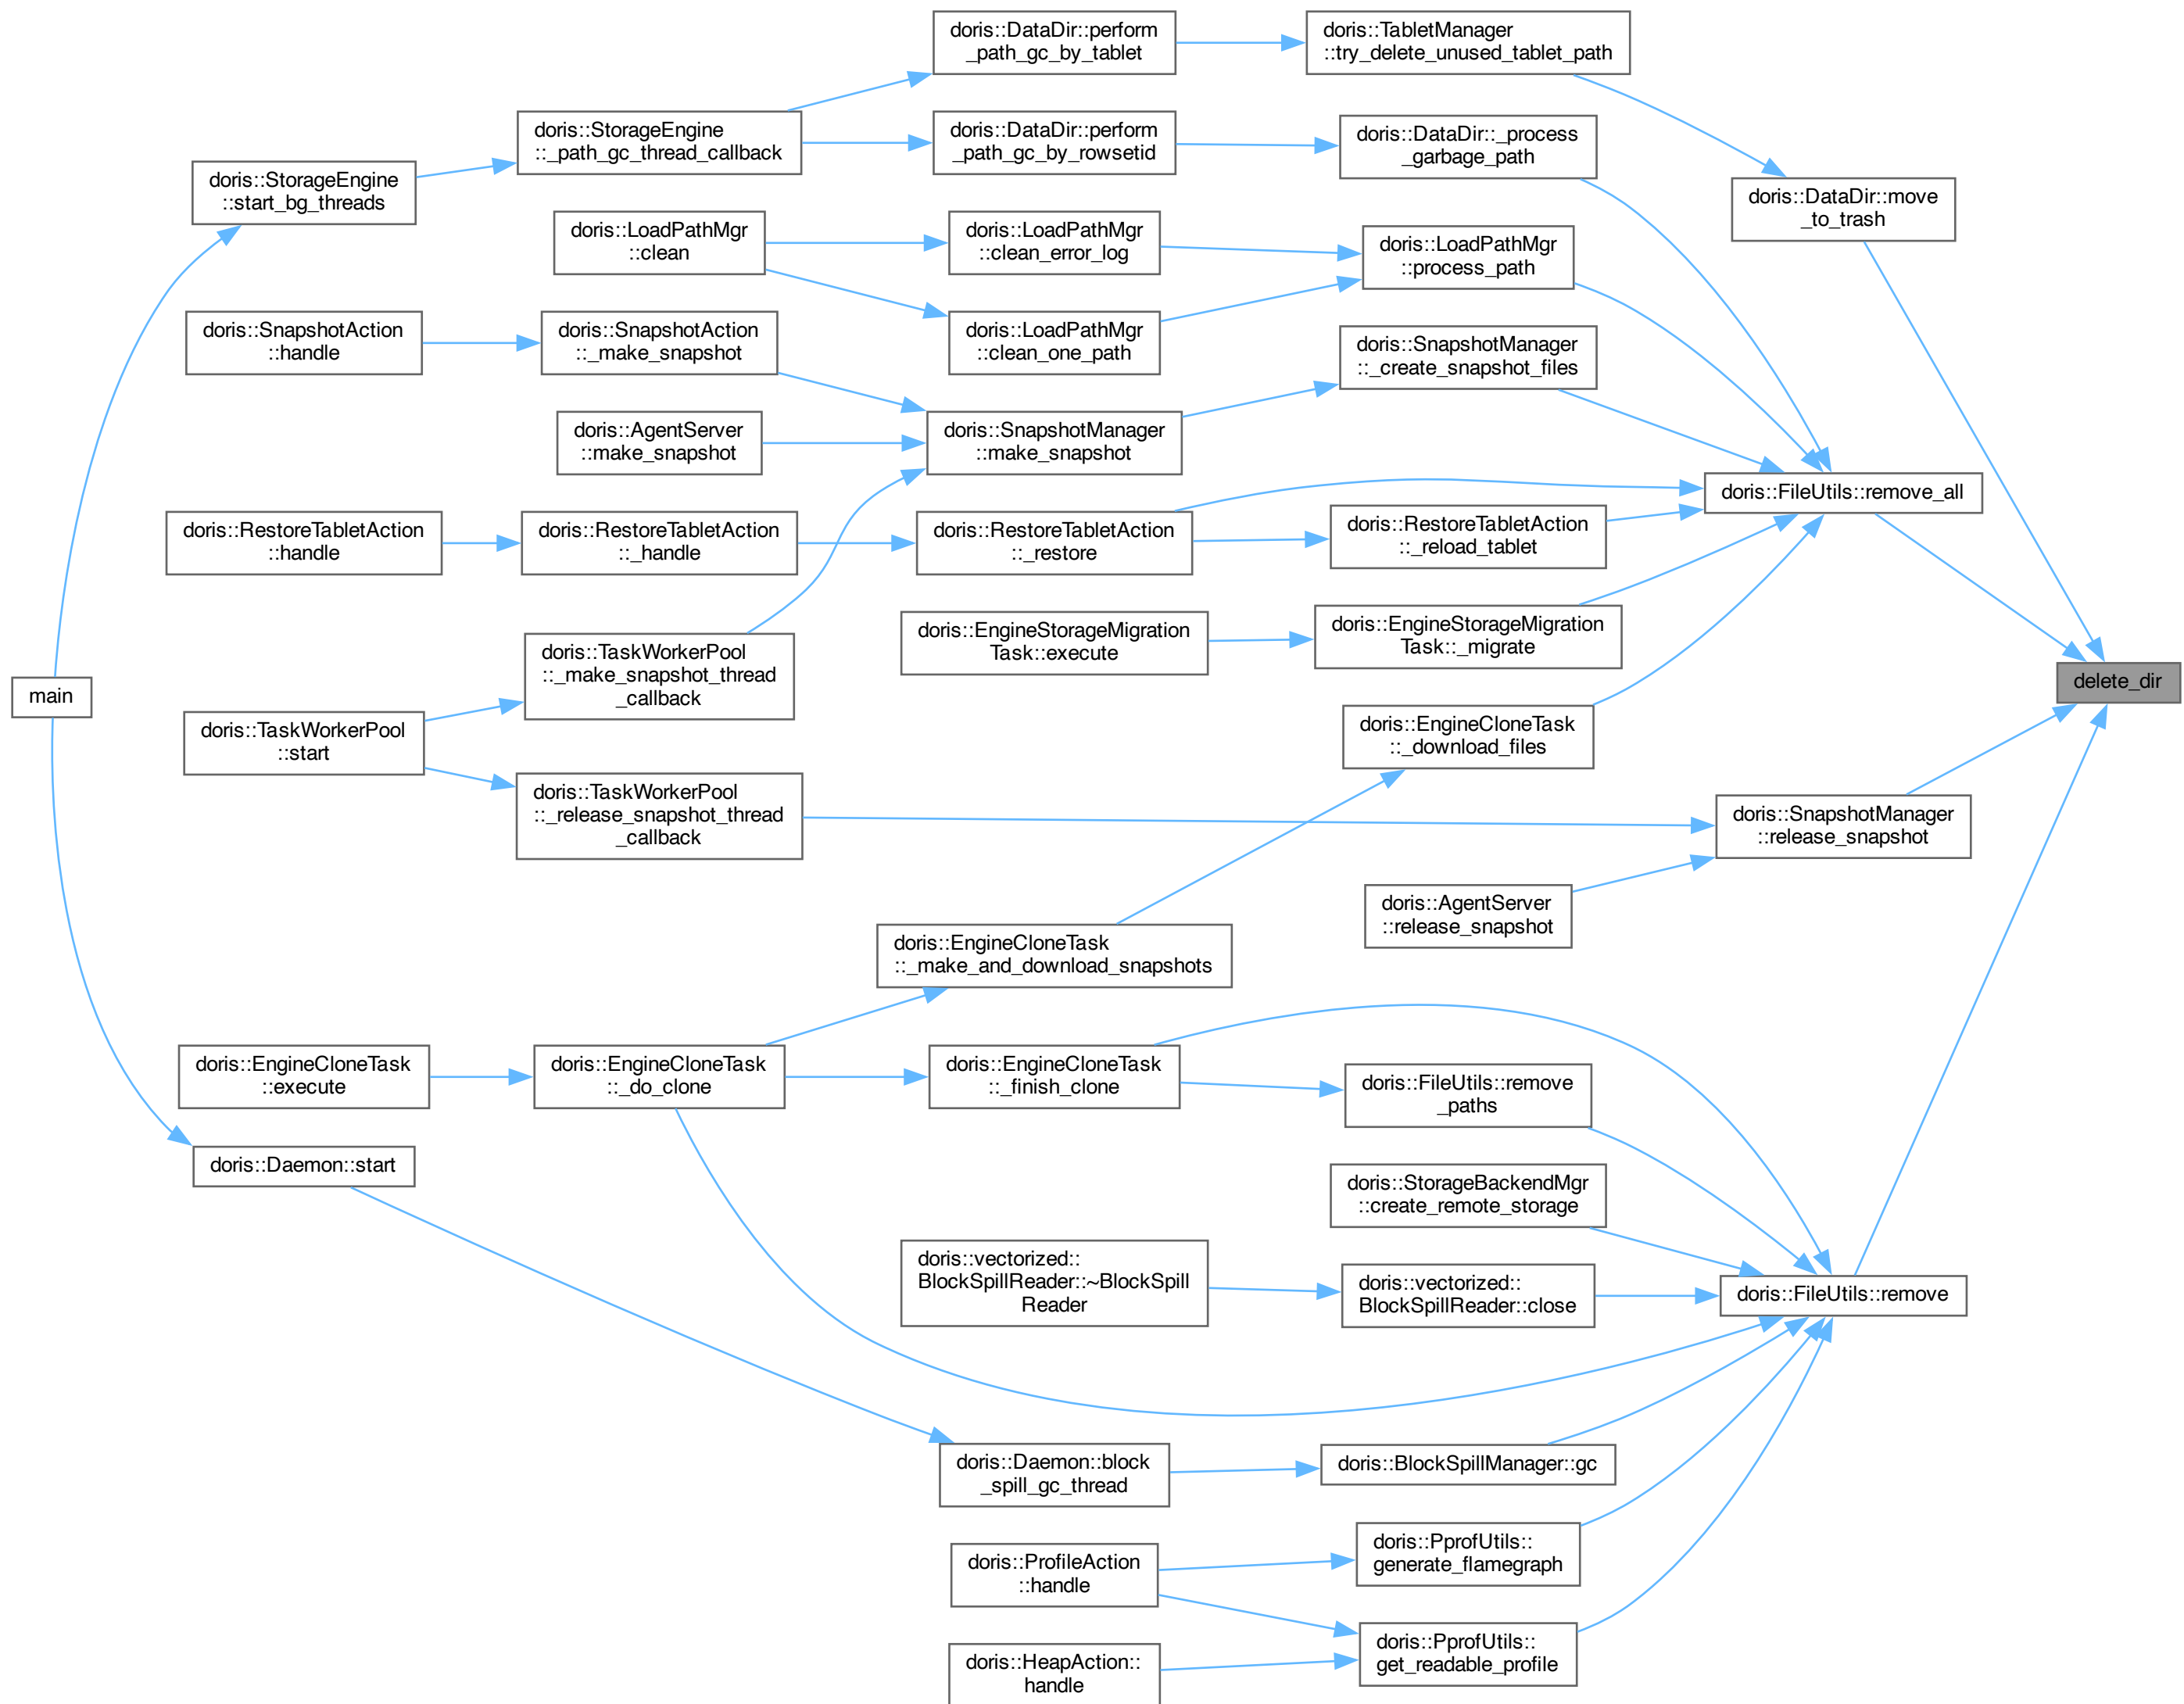 doris::DataDir::perform
_path_gc_by_tablet
doris::TabletManager
::try_delete_unused_tablet_path
doris::StorageEngine
::_path_gc_thread_callback
doris::DataDir::perform
_path_gc_by_rowsetid
doris::DataDir::_process
_garbage_path
doris::StorageEngine
::start_bg_threads
doris::DataDir::move
_to_trash
doris::LoadPathMgr
::clean
doris::LoadPathMgr
::clean_error_log
doris::LoadPathMgr
::process_path
doris::SnapshotAction
::handle
doris::SnapshotAction
::_make_snapshot
doris::LoadPathMgr
::clean_one_path
doris::SnapshotManager
::_create_snapshot_files
doris::AgentServer
::make_snapshot
doris::SnapshotManager
::make_snapshot
doris::FileUtils::remove_all
doris::RestoreTabletAction
::handle
doris::RestoreTabletAction
::_handle
doris::RestoreTabletAction
::_restore
doris::RestoreTabletAction
::_reload_tablet
doris::EngineStorageMigration
Task::execute
doris::EngineStorageMigration
Task::_migrate
doris::TaskWorkerPool
::_make_snapshot_thread
_callback
main
delete_dir
doris::TaskWorkerPool
::start
doris::EngineCloneTask
::_download_files
doris::TaskWorkerPool
::_release_snapshot_thread
_callback
doris::SnapshotManager
::release_snapshot
doris::AgentServer
::release_snapshot
doris::EngineCloneTask
::_make_and_download_snapshots
doris::EngineCloneTask
::execute
doris::EngineCloneTask
::_do_clone
doris::EngineCloneTask
::_finish_clone
doris::FileUtils::remove
_paths
doris::Daemon::start
doris::StorageBackendMgr
::create_remote_storage
doris::vectorized::
BlockSpillReader::~BlockSpill
Reader
doris::vectorized::
BlockSpillReader::close
doris::FileUtils::remove
doris::Daemon::block
_spill_gc_thread
doris::BlockSpillManager::gc
doris::ProfileAction
::handle
doris::PprofUtils::
generate_flamegraph
doris::HeapAction::
handle
doris::PprofUtils::
get_readable_profile